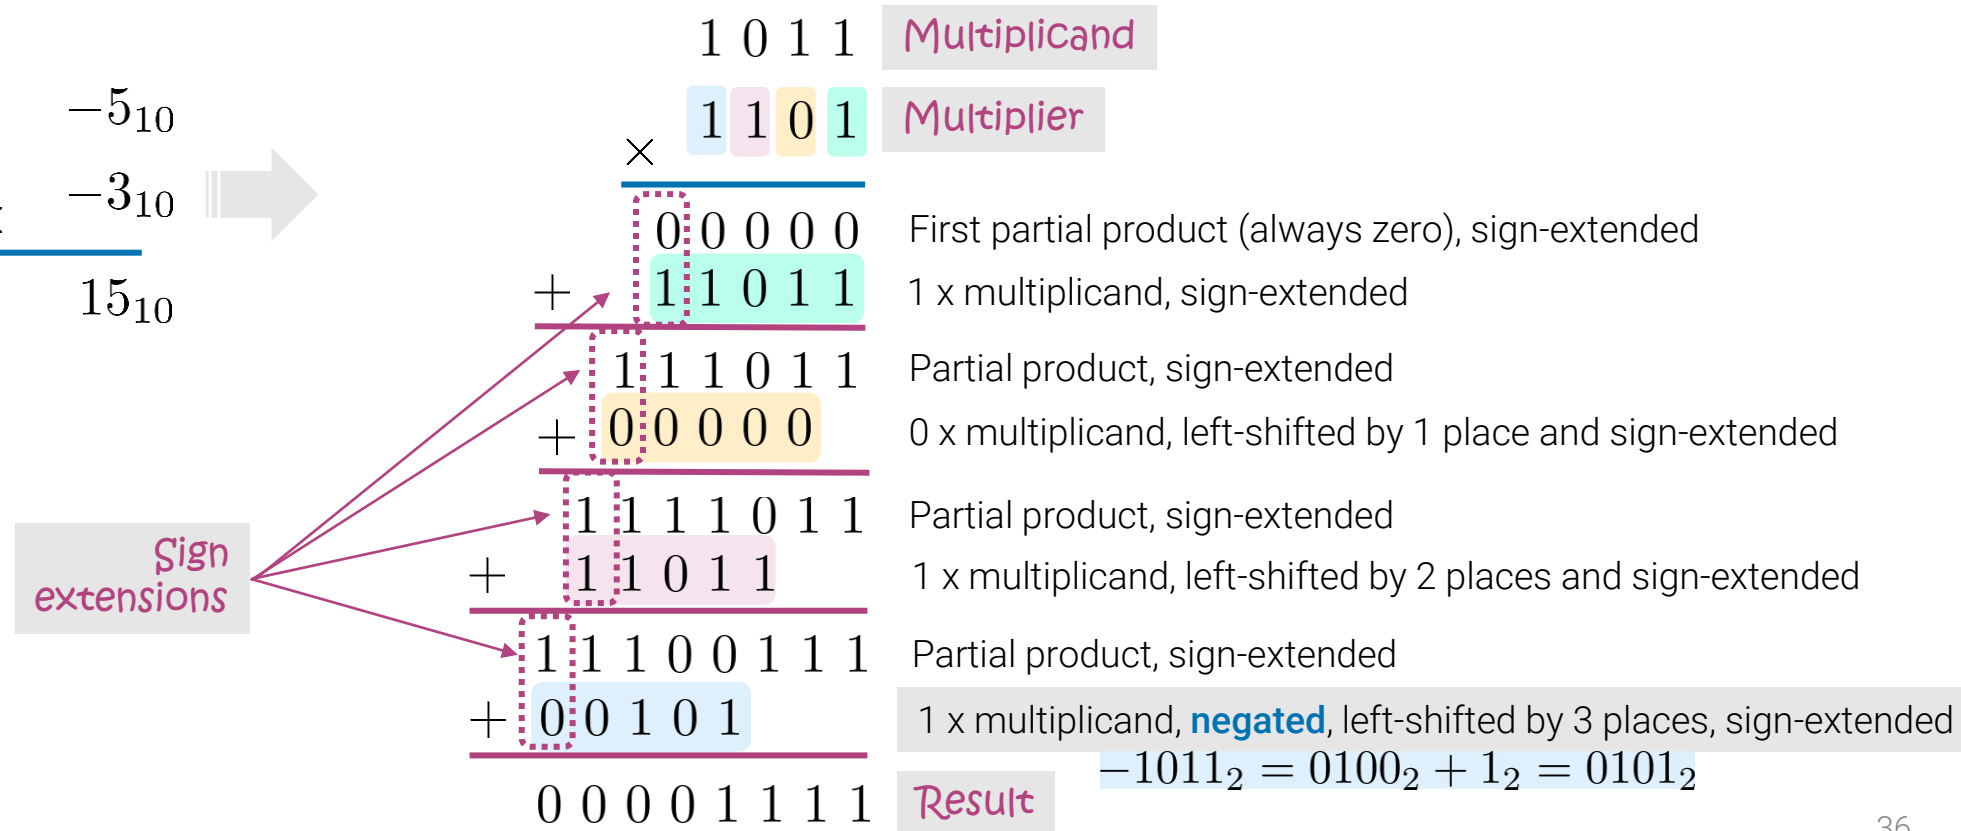 −5₁₀
−3₁₀
15₁₀
1 0 1 1 Multiplicand
1 1 0 1 Multiplier
×
0 0 0 0 0 First partial product (always zero), sign-extended
+ 1 1 0 1 1 1 x multiplicand, sign-extended
1 1 1 0 1 1 Partial product, sign-extended
+ 0 0 0 0 0 0 x multiplicand, left-shifted by 1 place and sign-extended
1 1 1 1 0 1 1 Partial product, sign-extended
+ 1 1 0 1 1 1 x multiplicand, left-shifted by 2 places and sign-extended
Sign
extensions
1 1 1 0 0 1 1 1 Partial product, sign-extended
+ 0 0 1 0 1 1 x multiplicand, negated, left-shifted by 3 places, sign-extended
−1011₂ = 0100₂ + 1₂ = 0101₂
0 0 0 0 1 1 1 1 Result
36